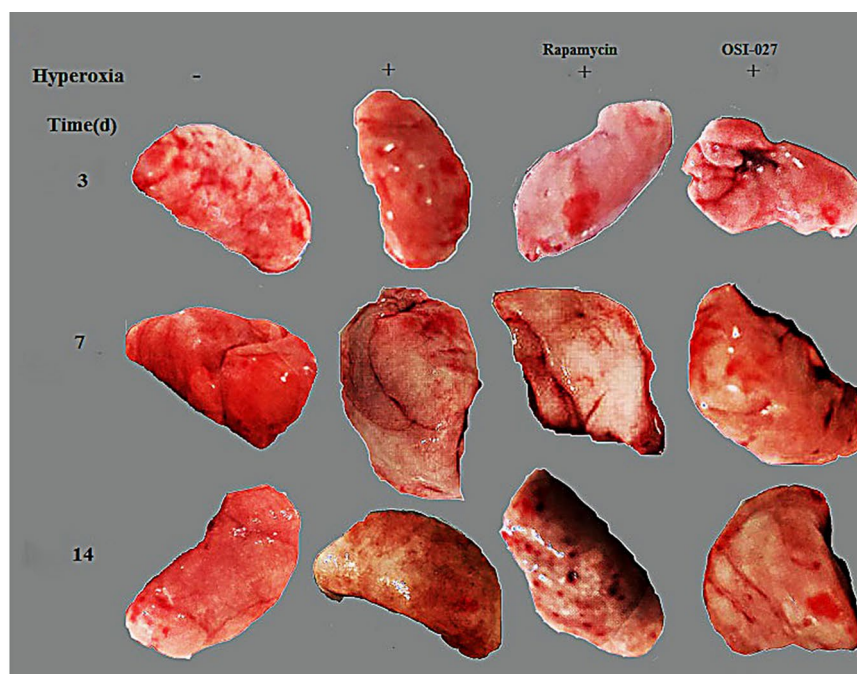 Rapamycin OSI-027
Hyperoxia - + + +
Time(d)
3
7
14